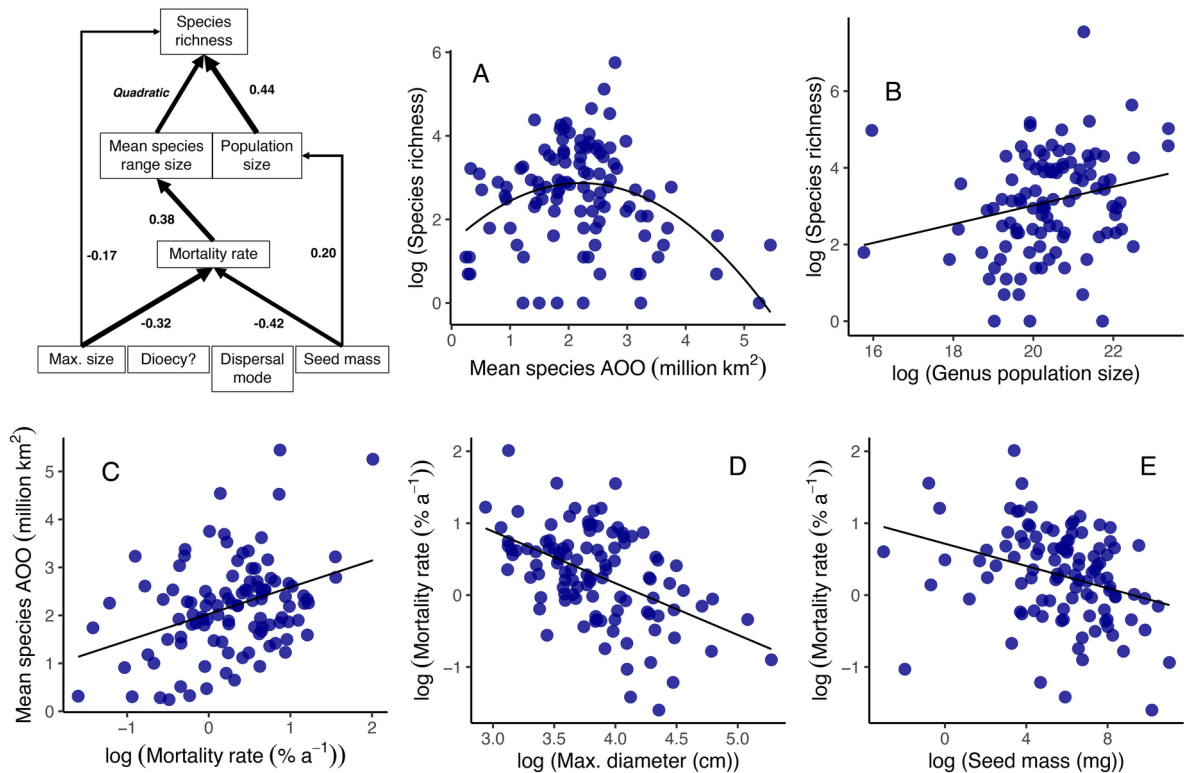 Species
richness
Quadratic
0.44
Mean species
range size
Population
size
0.38
-0.17
Mortality rate
0.20
-0.32
-0.42
Max. size
Dioecy?
Dispersal
mode
Seed mass
A
log (Species richness)
6
4
2
0
0 1 2 3 4 5
Mean species AOO (million km²)
B
log (Species richness)
8
6
4
2
0
16 18 20 22
log (Genus population size)
C
Mean species AOO (million km²)
5
4
3
2
1
0
−1 0 1 2
log (Mortality rate (% a⁻¹))
D
log (Mortality rate (% a⁻¹))
2
1
0
−1
3.0 3.5 4.0 4.5 5.0
log (Max. diameter (cm))
E
log (Mortality rate (% a⁻¹))
2
1
0
−1
0 4 8
log (Seed mass (mg))